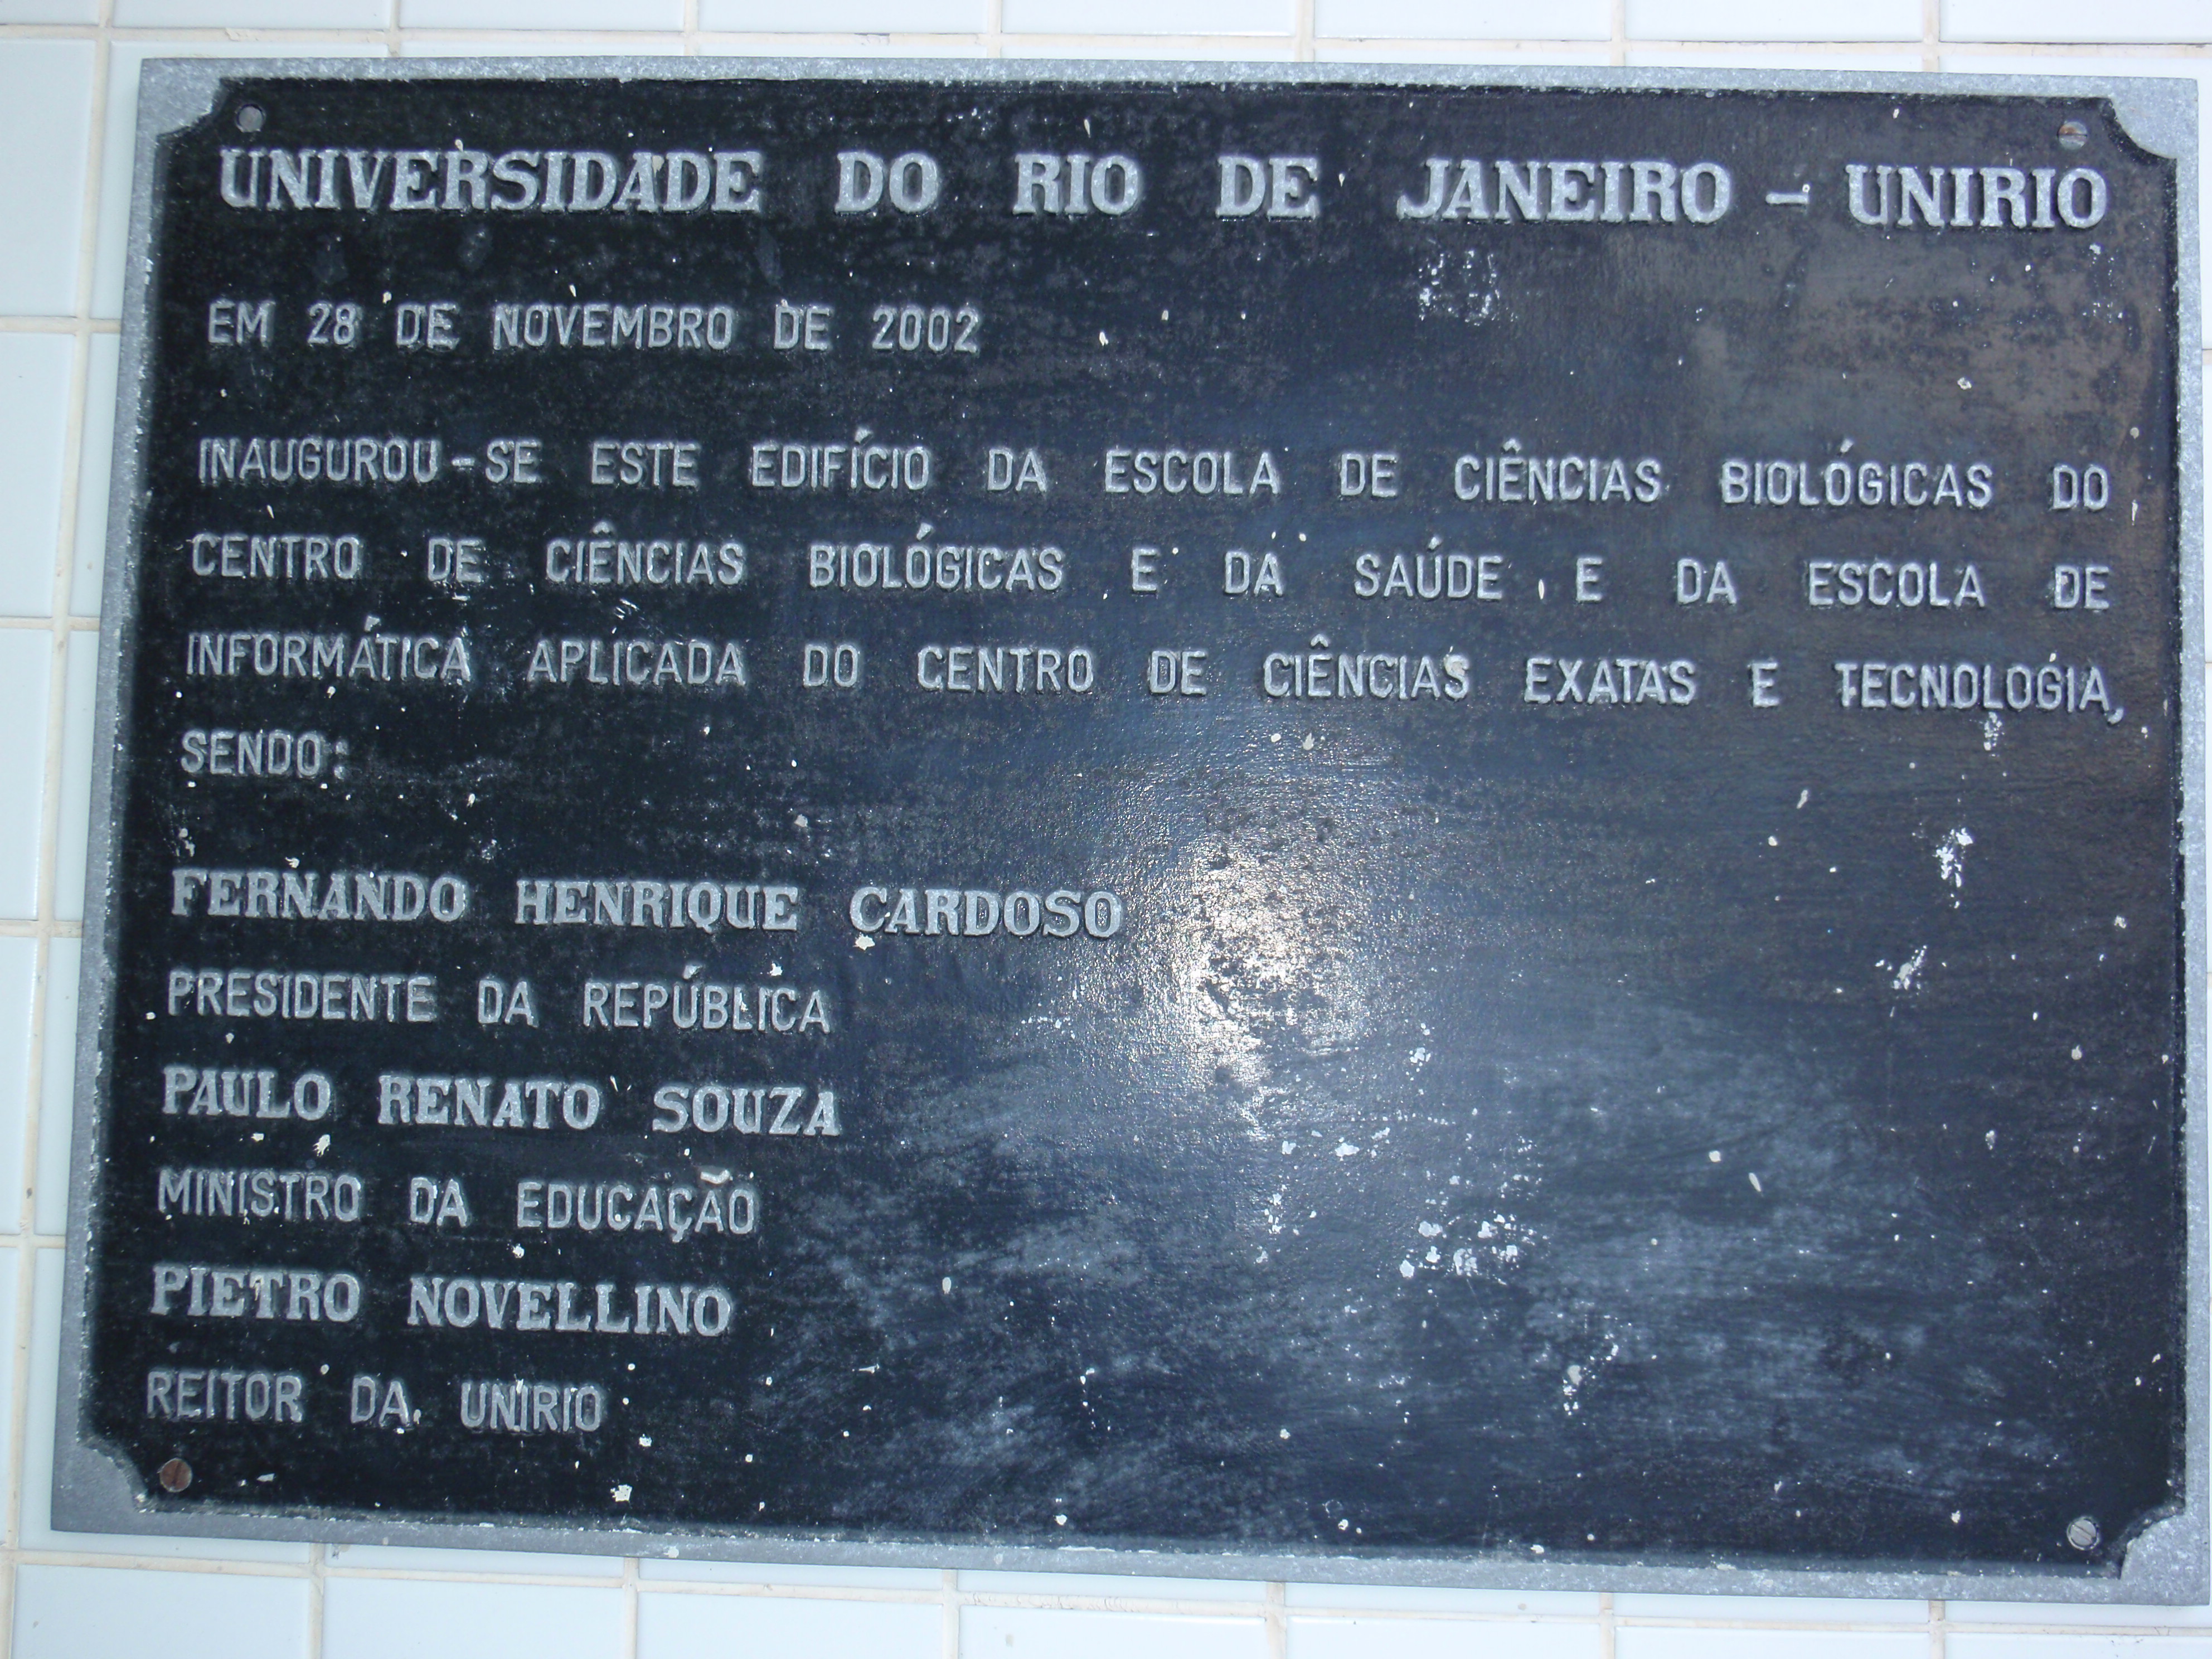 UNIVERSIDADE DO RIO DE JANEIRO - UNIRIO
EM 28 DE NOVEMBRO DE 2002
INAUGUROU-SE ESTE EDIFÍCIO DA ESCOLA DE CIÊNCIAS BIOLÓGICAS DO
CENTRO DE CIÊNCIAS BIOLÓGICAS E DA SAÚDE E DA ESCOLA DE
INFORMÁTICA APLICADA DO CENTRO DE CIÊNCIAS EXATAS E TECNOLOGIA,
SENDO:
FERNANDO HENRIQUE CARDOSO
PRESIDENTE DA REPÚBLICA
PAULO RENATO SOUZA
MINISTRO DA EDUCAÇÃO
PIETRO NOVELLINO
REITOR DA UNIRIO